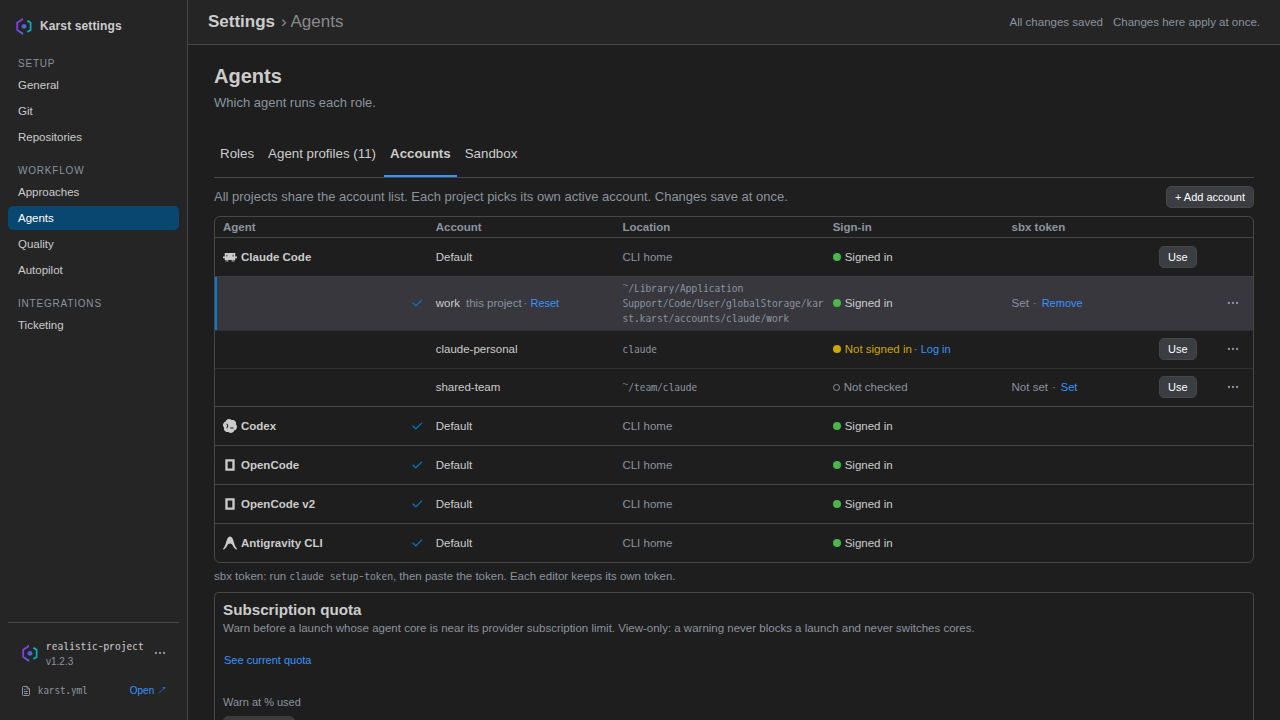 Karst settings
Settings › Agents
All changes saved Changes here apply at once.
SETUP
General
Git
Repositories
WORKFLOW
Approaches
Agents
Quality
Autopilot
INTEGRATIONS
Ticketing
realistic-project
v1.2.3
karst.yml Open ↗
Agents
Which agent runs each role.
Roles Agent profiles (11) Accounts Sandbox
All projects share the account list. Each project picks its own active account. Changes save at once.
+ Add account
Agent Account Location Sign-in sbx token
Claude Code Default CLI home Signed in Use
work this project · Reset ~/Library/Application Support/Code/User/globalStorage/kar
st.karst/accounts/claude/work Signed in Set · Remove
claude-personal claude Not signed in · Log in Use
shared-team ~/team/claude Not checked Not set · Set Use
Codex Default CLI home Signed in
OpenCode Default CLI home Signed in
OpenCode v2 Default CLI home Signed in
Antigravity CLI Default CLI home Signed in
sbx token: run claude setup-token, then paste the token. Each editor keeps its own token.
Subscription quota
Warn before a launch whose agent core is near its provider subscription limit. View-only: a warning never blocks a launch and never switches cores.
See current quota
Warn at % used